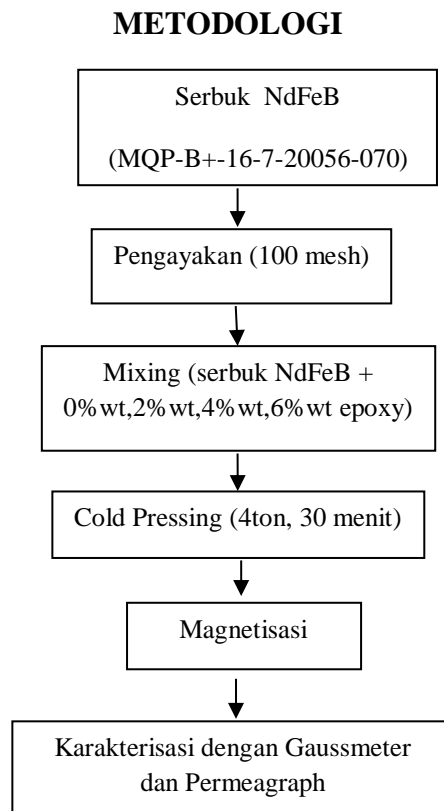 METODOLOGI
Serbuk NdFeB
(MQP-B+-16-7-20056-070)
Pengayakan (100 mesh)
Mixing (serbuk NdFeB +
0%wt,2%wt,4%wt,6%wt epoxy)
Cold Pressing (4ton, 30 menit)
Magnetisasi
Karakterisasi dengan Gaussmeter
dan Permeagraph